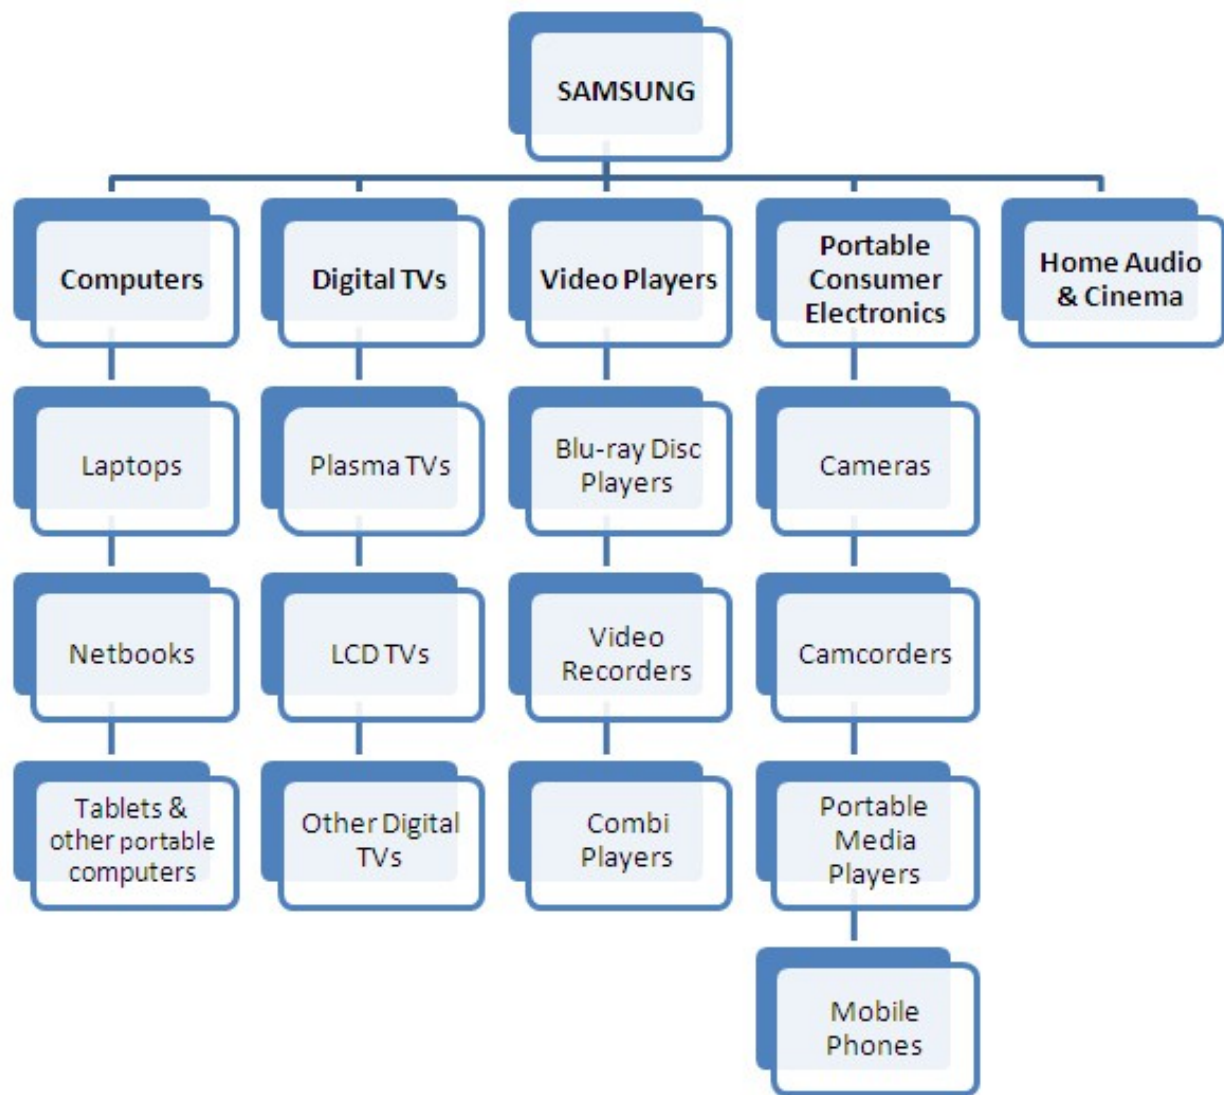 SAMSUNG
Computers
Digital TVs
Video Players
Portable
Consumer
Electronics
Home Audio
& Cinema
Laptops
Plasma TVs
Blu-ray Disc
Players
Cameras
Netbooks
LCD TVs
Video
Recorders
Camcorders
Tablets &
other portable
computers
Other Digital
TVs
Combi
Players
Portable
Media
Players
Mobile
Phones